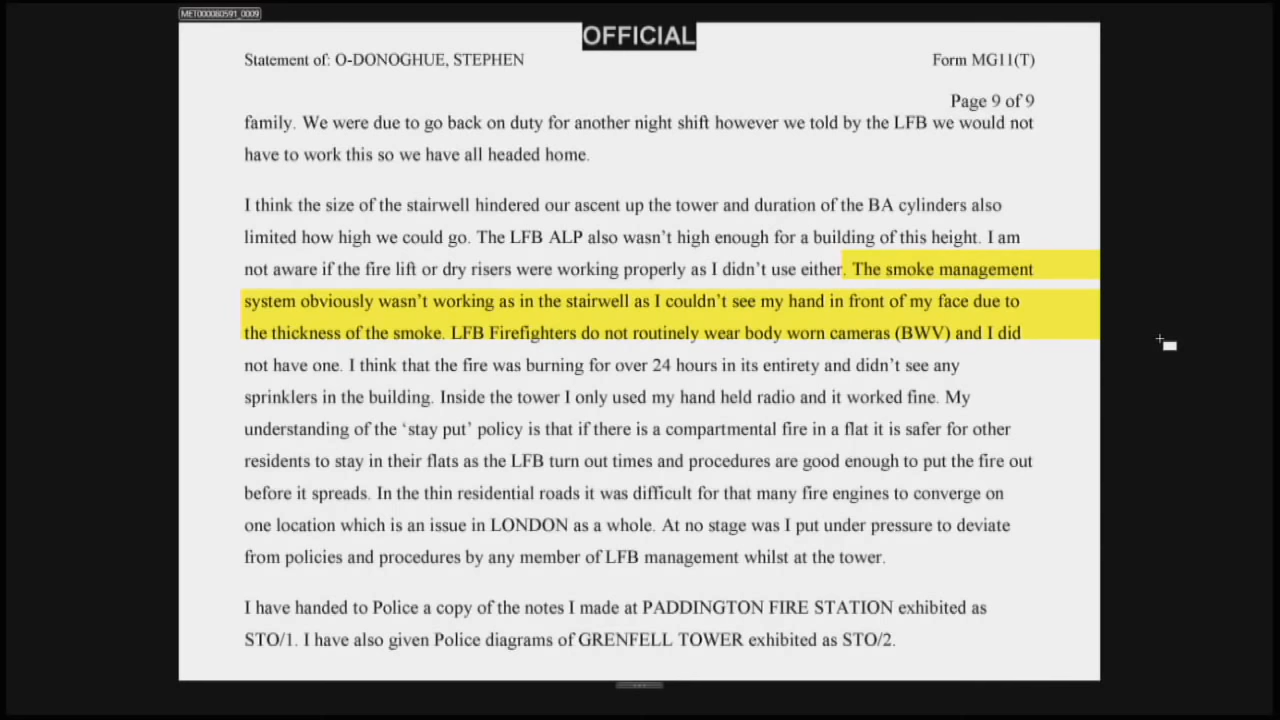 MET000080591_0009
OFFICIAL
Statement of: O-DONOGHUE, STEPHEN
Form MG11(T)
Page 9 of 9
family. We were due to go back on duty for another night shift however we told by the LFB we would not
have to work this so we have all headed home.
I think the size of the stairwell hindered our ascent up the tower and duration of the BA cylinders also
limited how high we could go. The LFB ALP also wasn't high enough for a building of this height. I am
not aware if the fire lift or dry risers were working properly as I didn't use either. The smoke management
system obviously wasn't working as in the stairwell as I couldn't see my hand in front of my face due to
the thickness of the smoke. LFB Firefighters do not routinely wear body worn cameras (BWV) and I did
not have one. I think that the fire was burning for over 24 hours in its entirety and didn't see any
sprinklers in the building. Inside the tower I only used my hand held radio and it worked fine. My
understanding of the 'stay put' policy is that if there is a compartmental fire in a flat it is safer for other
residents to stay in their flats as the LFB turn out times and procedures are good enough to put the fire out
before it spreads. In the thin residential roads it was difficult for that many fire engines to converge on
one location which is an issue in LONDON as a whole. At no stage was I put under pressure to deviate
from policies and procedures by any member of LFB management whilst at the tower.
I have handed to Police a copy of the notes I made at PADDINGTON FIRE STATION exhibited as
STO/1. I have also given Police diagrams of GRENFELL TOWER exhibited as STO/2.